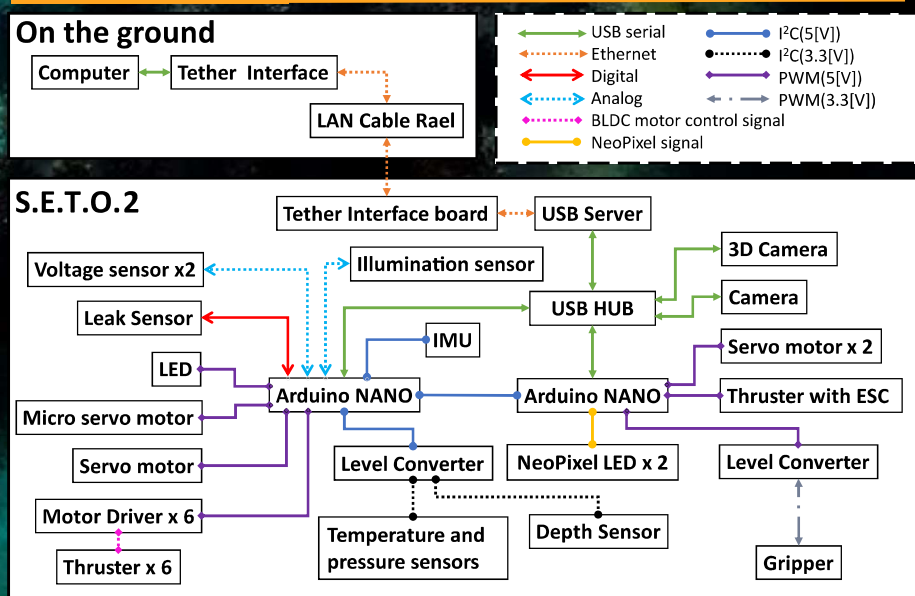 On the ground
Computer
Tether Interface
LAN Cable Rael
USB serial
Ethernet
Digital
Analog
BLDC motor control signal
NeoPixel signal
I²C(5[V])
I²C(3.3[V])
PWM(5[V])
PWM(3.3[V])
S.E.T.O.2
Tether Interface board
USB Server
Voltage sensor x2
Illumination sensor
3D Camera
Leak Sensor
USB HUB
Camera
IMU
Servo motor x 2
LED
Arduino NANO
Arduino NANO
Thruster with ESC
Micro servo motor
Servo motor
Level Converter
NeoPixel LED x 2
Level Converter
Motor Driver x 6
Temperature and
pressure sensors
Depth Sensor
Thruster x 6
Gripper